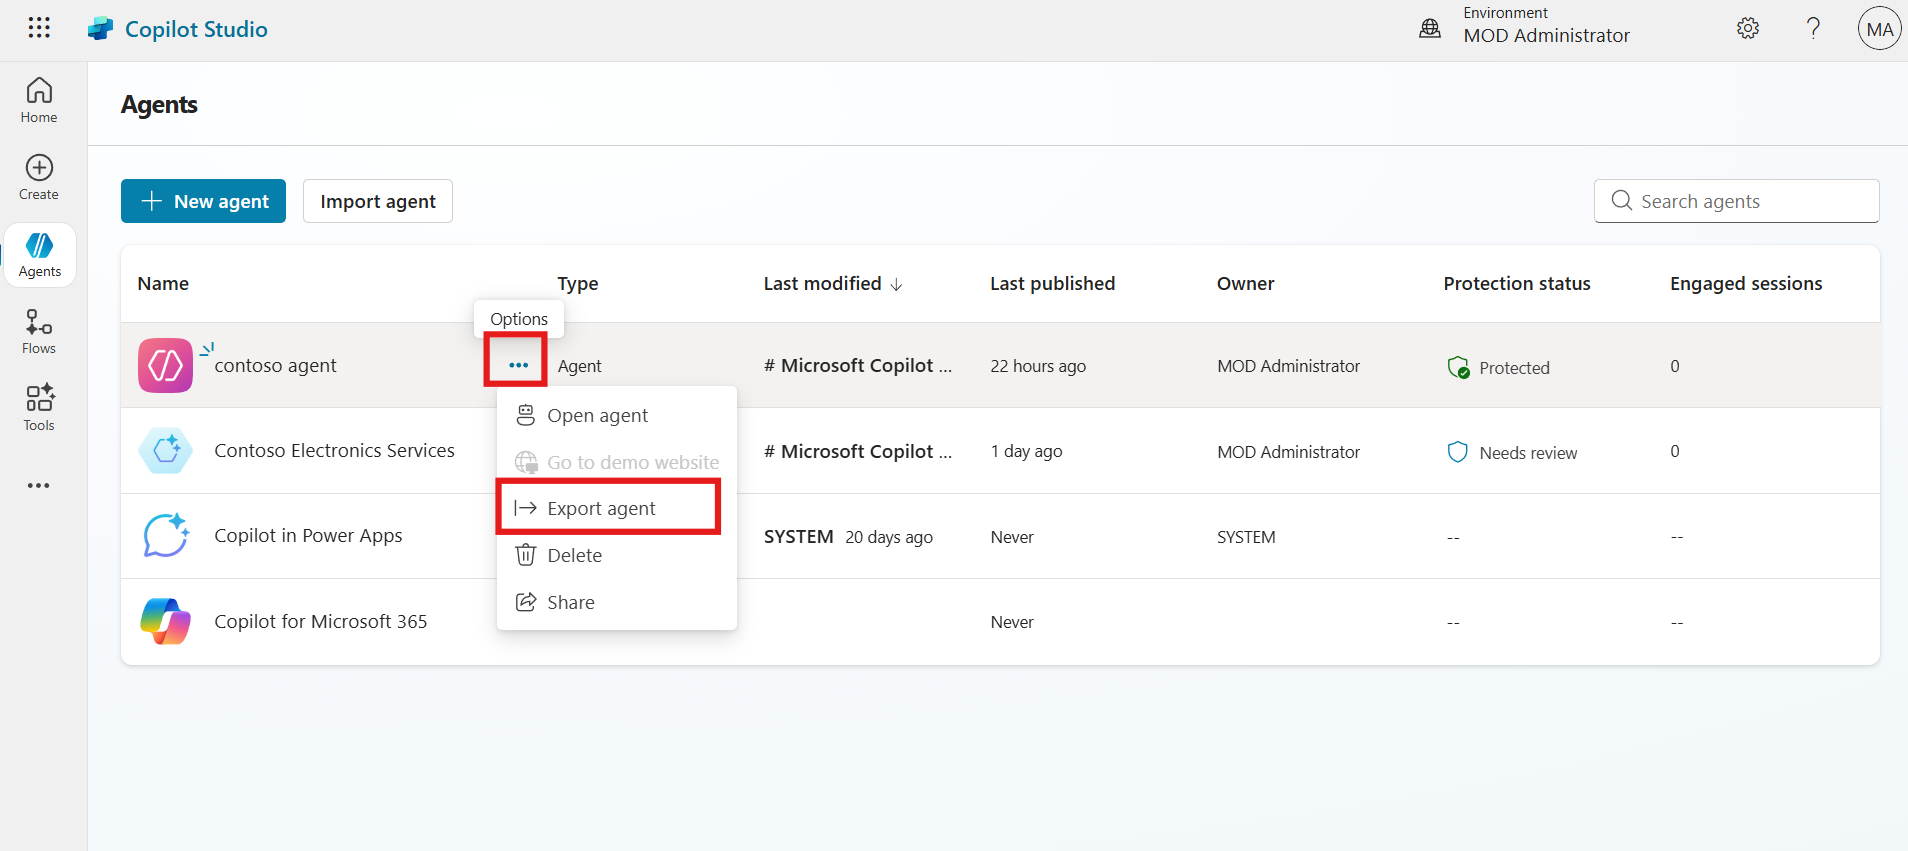 Copilot Studio
Environment
MOD Administrator
?
MA
Home
Create
Agents
Flows
Tools
Agents
New agent
Import agent
Search agents
Name
Type
Last modified ↓
Last published
Owner
Protection status
Engaged sessions
Options
contoso agent
Agent
# Microsoft Copilot ...
22 hours ago
MOD Administrator
Protected
0
Open agent
Go to demo website
Export agent
Delete
Share
Contoso Electronics Services
# Microsoft Copilot ...
1 day ago
MOD Administrator
Needs review
0
Copilot in Power Apps
SYSTEM 20 days ago
Never
SYSTEM
--
--
Copilot for Microsoft 365
Never
--
--